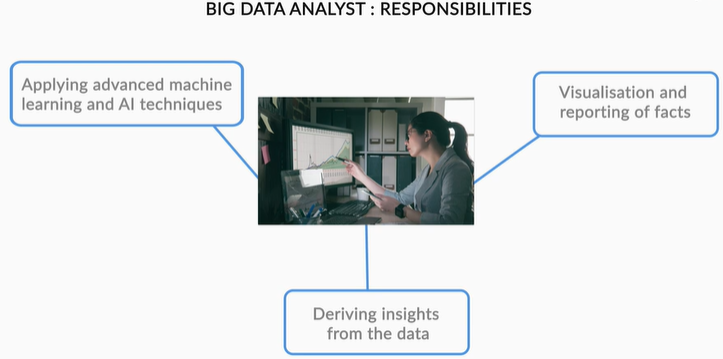 BIG DATA ANALYST : RESPONSIBILITIES
Applying advanced machine
learning and AI techniques
Visualisation and
reporting of facts
Deriving insights
from the data